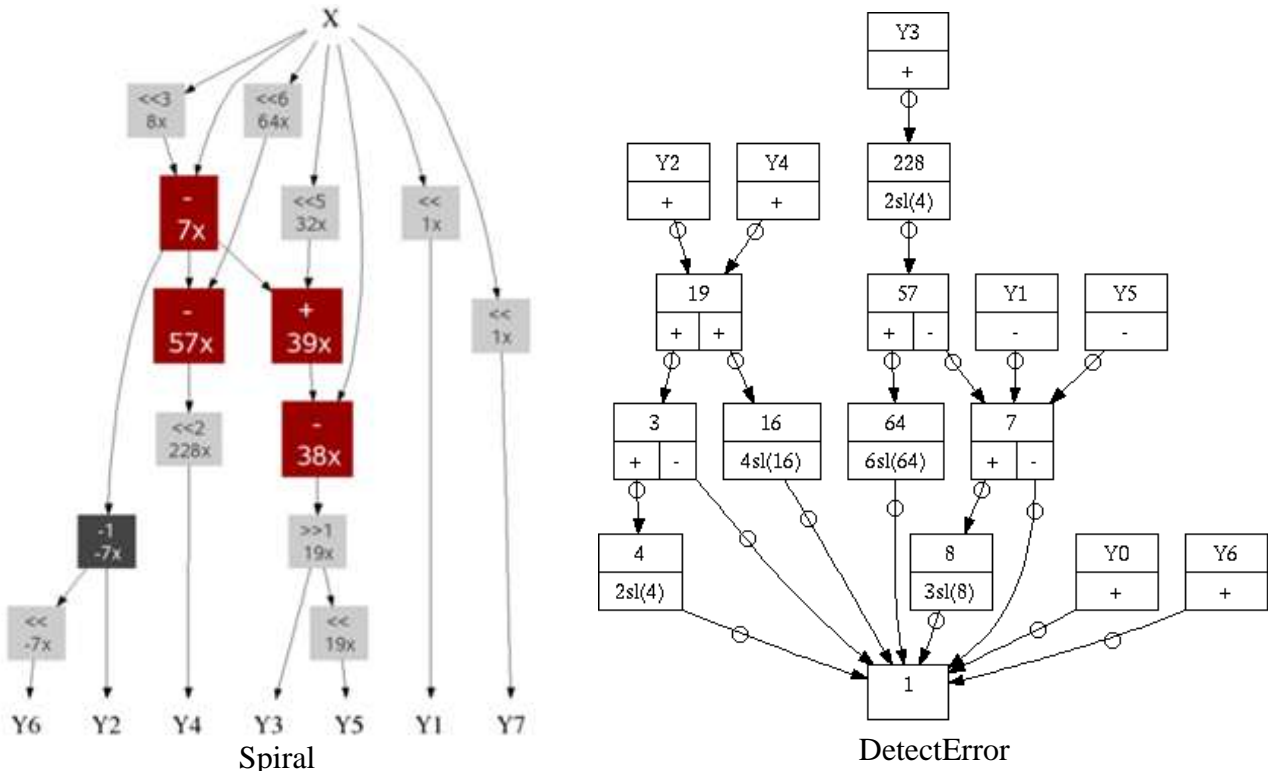 X
<<3
8x
<<6
64x
-
7x
<<5
32x
<<
1x
-
57x
+
39x
<<
1x
<<2
228x
-
38x
-1
-7x
>>1
19x
<<
-7x
<<
19x
Y6 Y2 Y4 Y3 Y5 Y1 Y7
Spiral
Y3
+
Y2 Y4 228
+ + 2sl(4)
19 57 Y1 Y5
+ + + - - -
3 16 64 7
+ - 4sl(16) 6sl(64) + -
4 8 Y0 Y6
2sl(4) 3sl(8) + +
1
DetectError